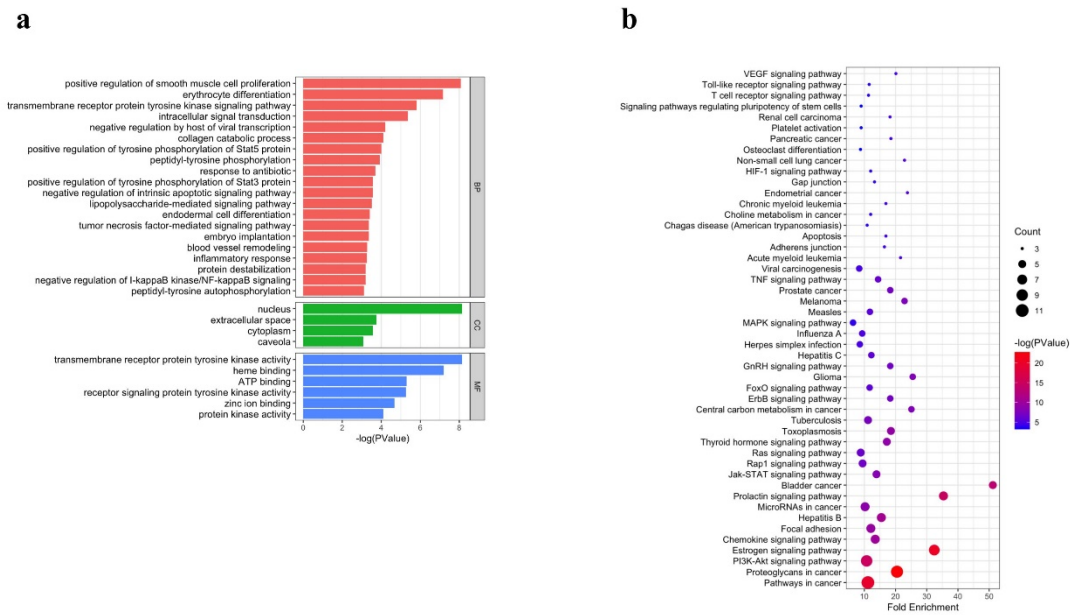 a
positive regulation of smooth muscle cell proliferation
erythrocyte differentiation
transmembrane receptor protein tyrosine kinase signaling pathway
intracellular signal transduction
negative regulation by host of viral transcription
collagen catabolic process
positive regulation of tyrosine phosphorylation of Stat5 protein
peptidyl-tyrosine phosphorylation
response to antibiotic
positive regulation of tyrosine phosphorylation of Stat3 protein
negative regulation of intrinsic apoptotic signaling pathway
lipopolysaccharide-mediated signaling pathway
endodermal cell differentiation
tumor necrosis factor-mediated signaling pathway
embryo implantation
blood vessel remodeling
inflammatory response
protein destabilization
negative regulation of I-kappaB kinase/NF-kappaB signaling
peptidyl-tyrosine autophosphorylation
BP
nucleus
extracellular space
cytoplasm
caveola
CC
transmembrane receptor protein tyrosine kinase activity
heme binding
ATP binding
receptor signaling protein tyrosine kinase activity
zinc ion binding
protein kinase activity
MF
0 2 4 6 8
-log(PValue)
b
VEGF signaling pathway
Toll-like receptor signaling pathway
T cell receptor signaling pathway
Signaling pathways regulating pluripotency of stem cells
Renal cell carcinoma
Platelet activation
Pancreatic cancer
Osteoclast differentiation
Non-small cell lung cancer
HIF-1 signaling pathway
Gap junction
Endometrial cancer
Chronic myeloid leukemia
Choline metabolism in cancer
Chagas disease (American trypanosomiasis)
Apoptosis
Adherens junction
Acute myeloid leukemia
Viral carcinogenesis
TNF signaling pathway
Prostate cancer
Melanoma
Measles
MAPK signaling pathway
Influenza A
Herpes simplex infection
Hepatitis C
GnRH signaling pathway
Glioma
FoxO signaling pathway
ErbB signaling pathway
Central carbon metabolism in cancer
Tuberculosis
Toxoplasmosis
Thyroid hormone signaling pathway
Ras signaling pathway
Rap1 signaling pathway
Jak-STAT signaling pathway
Bladder cancer
Prolactin signaling pathway
MicroRNAs in cancer
Hepatitis B
Focal adhesion
Chemokine signaling pathway
Estrogen signaling pathway
PI3K-Akt signaling pathway
Proteoglycans in cancer
Pathways in cancer
10 20 30 40 50
Fold Enrichment
Count
3
5
7
9
11
-log(PValue)
20
15
10
5